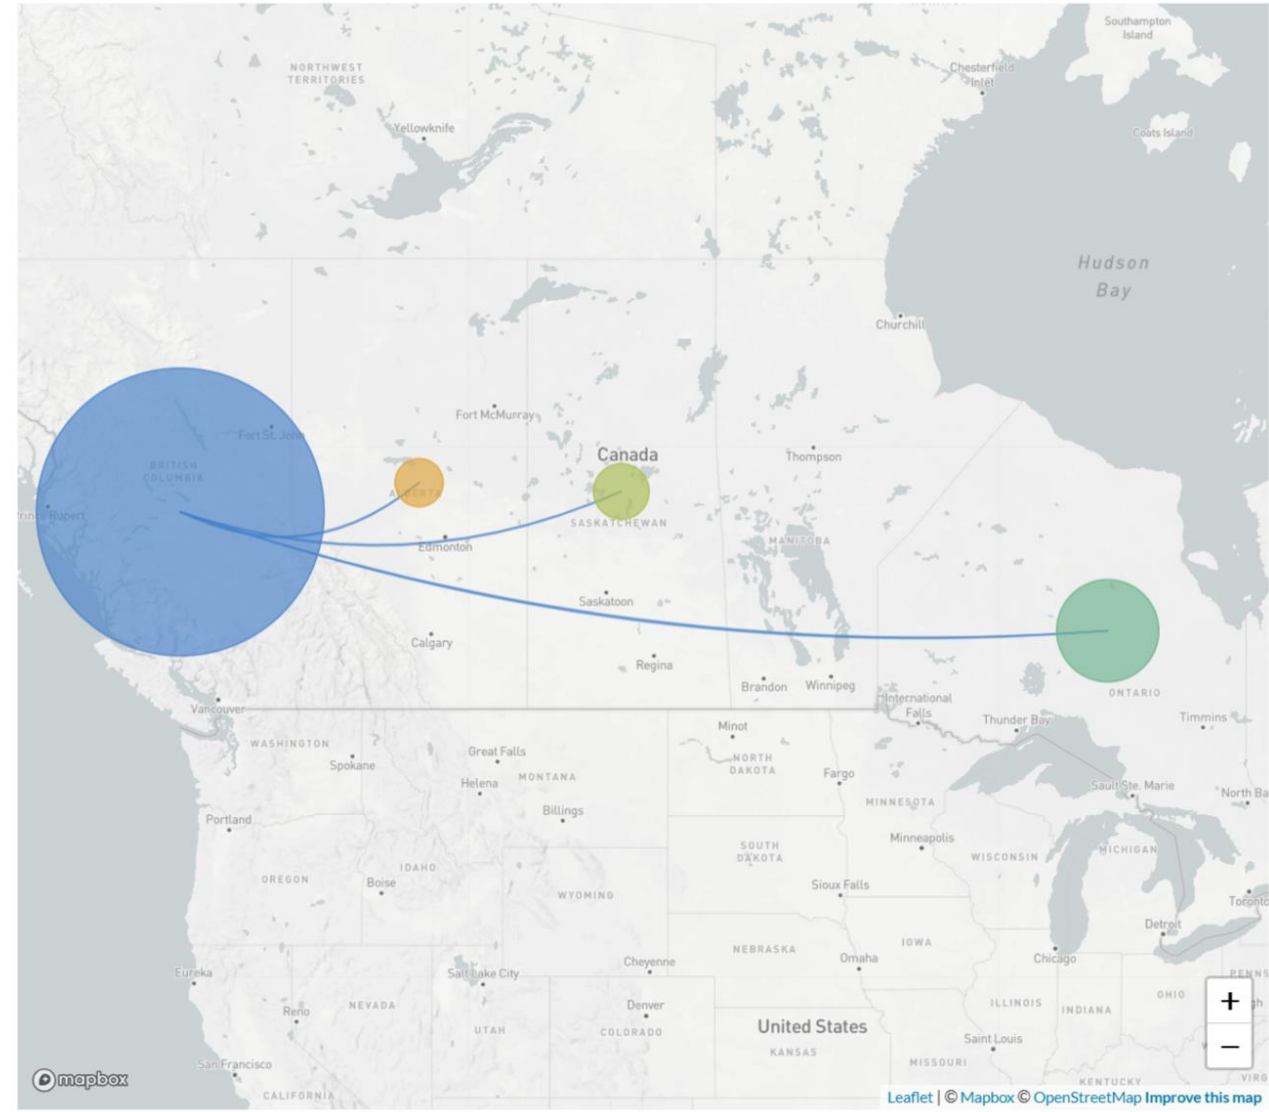 Southampton
Island
NORTHWEST
TERRITORIES
Chesterfield
Inlet
Yellowknife
Coats Island
Hudson
Bay
Churchill
Fort McMurray
Fort St. John
Canada
Thompson
BRITISH
COLUMBIA
ALBERTA
Prince Rupert
SASKATCHEWAN
MANITOBA
Edmonton
Saskatoon
Calgary
Regina
Brandon
Winnipeg
ONTARIO
International
Falls
Vancouver
Thunder Bay
Timmins
Minot
WASHINGTON
Spokane
Great Falls
NORTH
DAKOTA
Helena
MONTANA
Fargo
Sault Ste. Marie
North Ba
MINNESOTA
Billings
Portland
Minneapolis
SOUTH
DAKOTA
WISCONSIN
MICHIGAN
IDAHO
OREGON
Boise
WYOMING
Sioux Falls
Toronto
Detroit
NEBRASKA
IOWA
Omaha
Chicago
Cheyenne
Eureka
Salt Lake City
PENNS
OHIO
Reno
NEVADA
Denver
COLORADO
ILLINOIS
INDIANA
gh
UTAH
United States
KANSAS
Saint Louis
MISSOURI
San Francisco
KENTUCKY
VIRG
CALIFORNIA
+
−
mapbox
Leaflet | © Mapbox © OpenStreetMap Improve this map